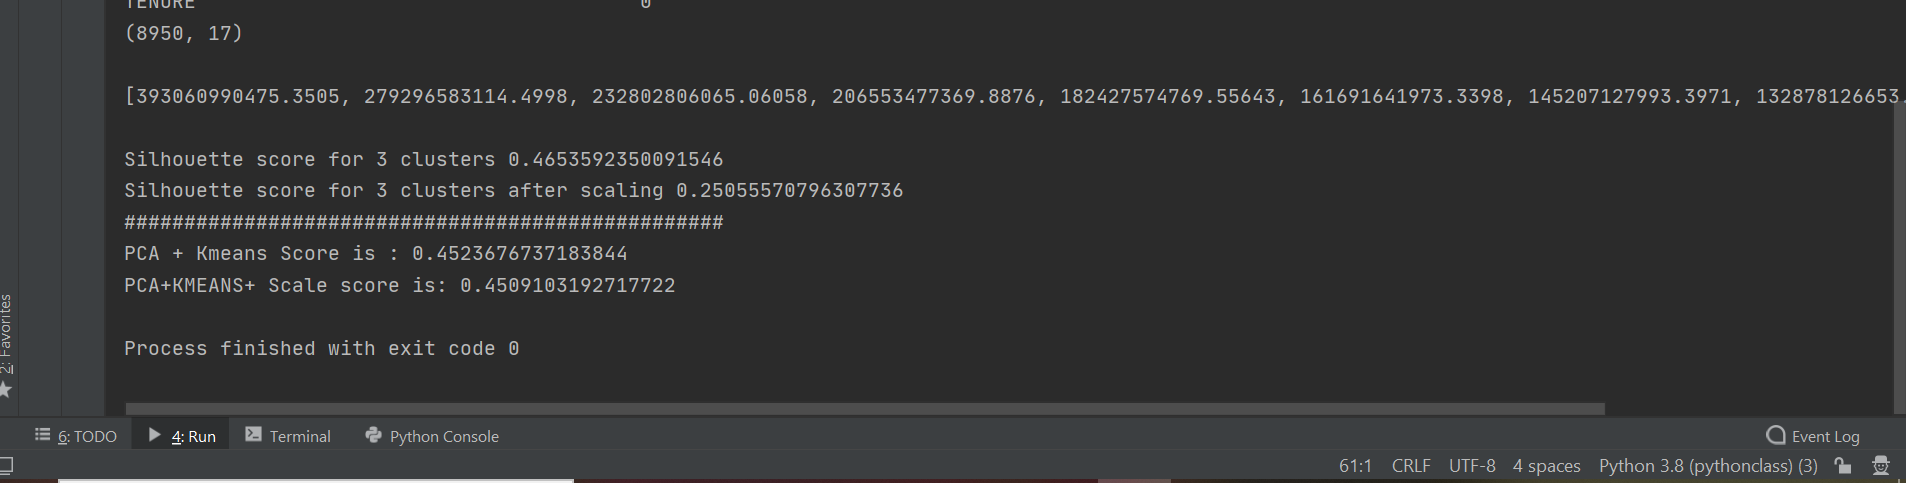 TENURE 0
(8950, 17)
[393060990475.3505, 279296583114.4998, 232802806065.06058, 206553477369.8876, 182427574769.55643, 161691641973.3398, 145207127993.3971, 132878126653.
Silhouette score for 3 clusters 0.4653592350091546
Silhouette score for 3 clusters after scaling 0.25055570796307736
##################################################
PCA + Kmeans Score is : 0.4523676737183844
PCA+KMEANS+ Scale score is: 0.4509103192717722
Process finished with exit code 0
2: Favorites
6: TODO 4: Run Terminal Python Console Event Log
61:1 CRLF UTF-8 4 spaces Python 3.8 (pythonclass) (3)